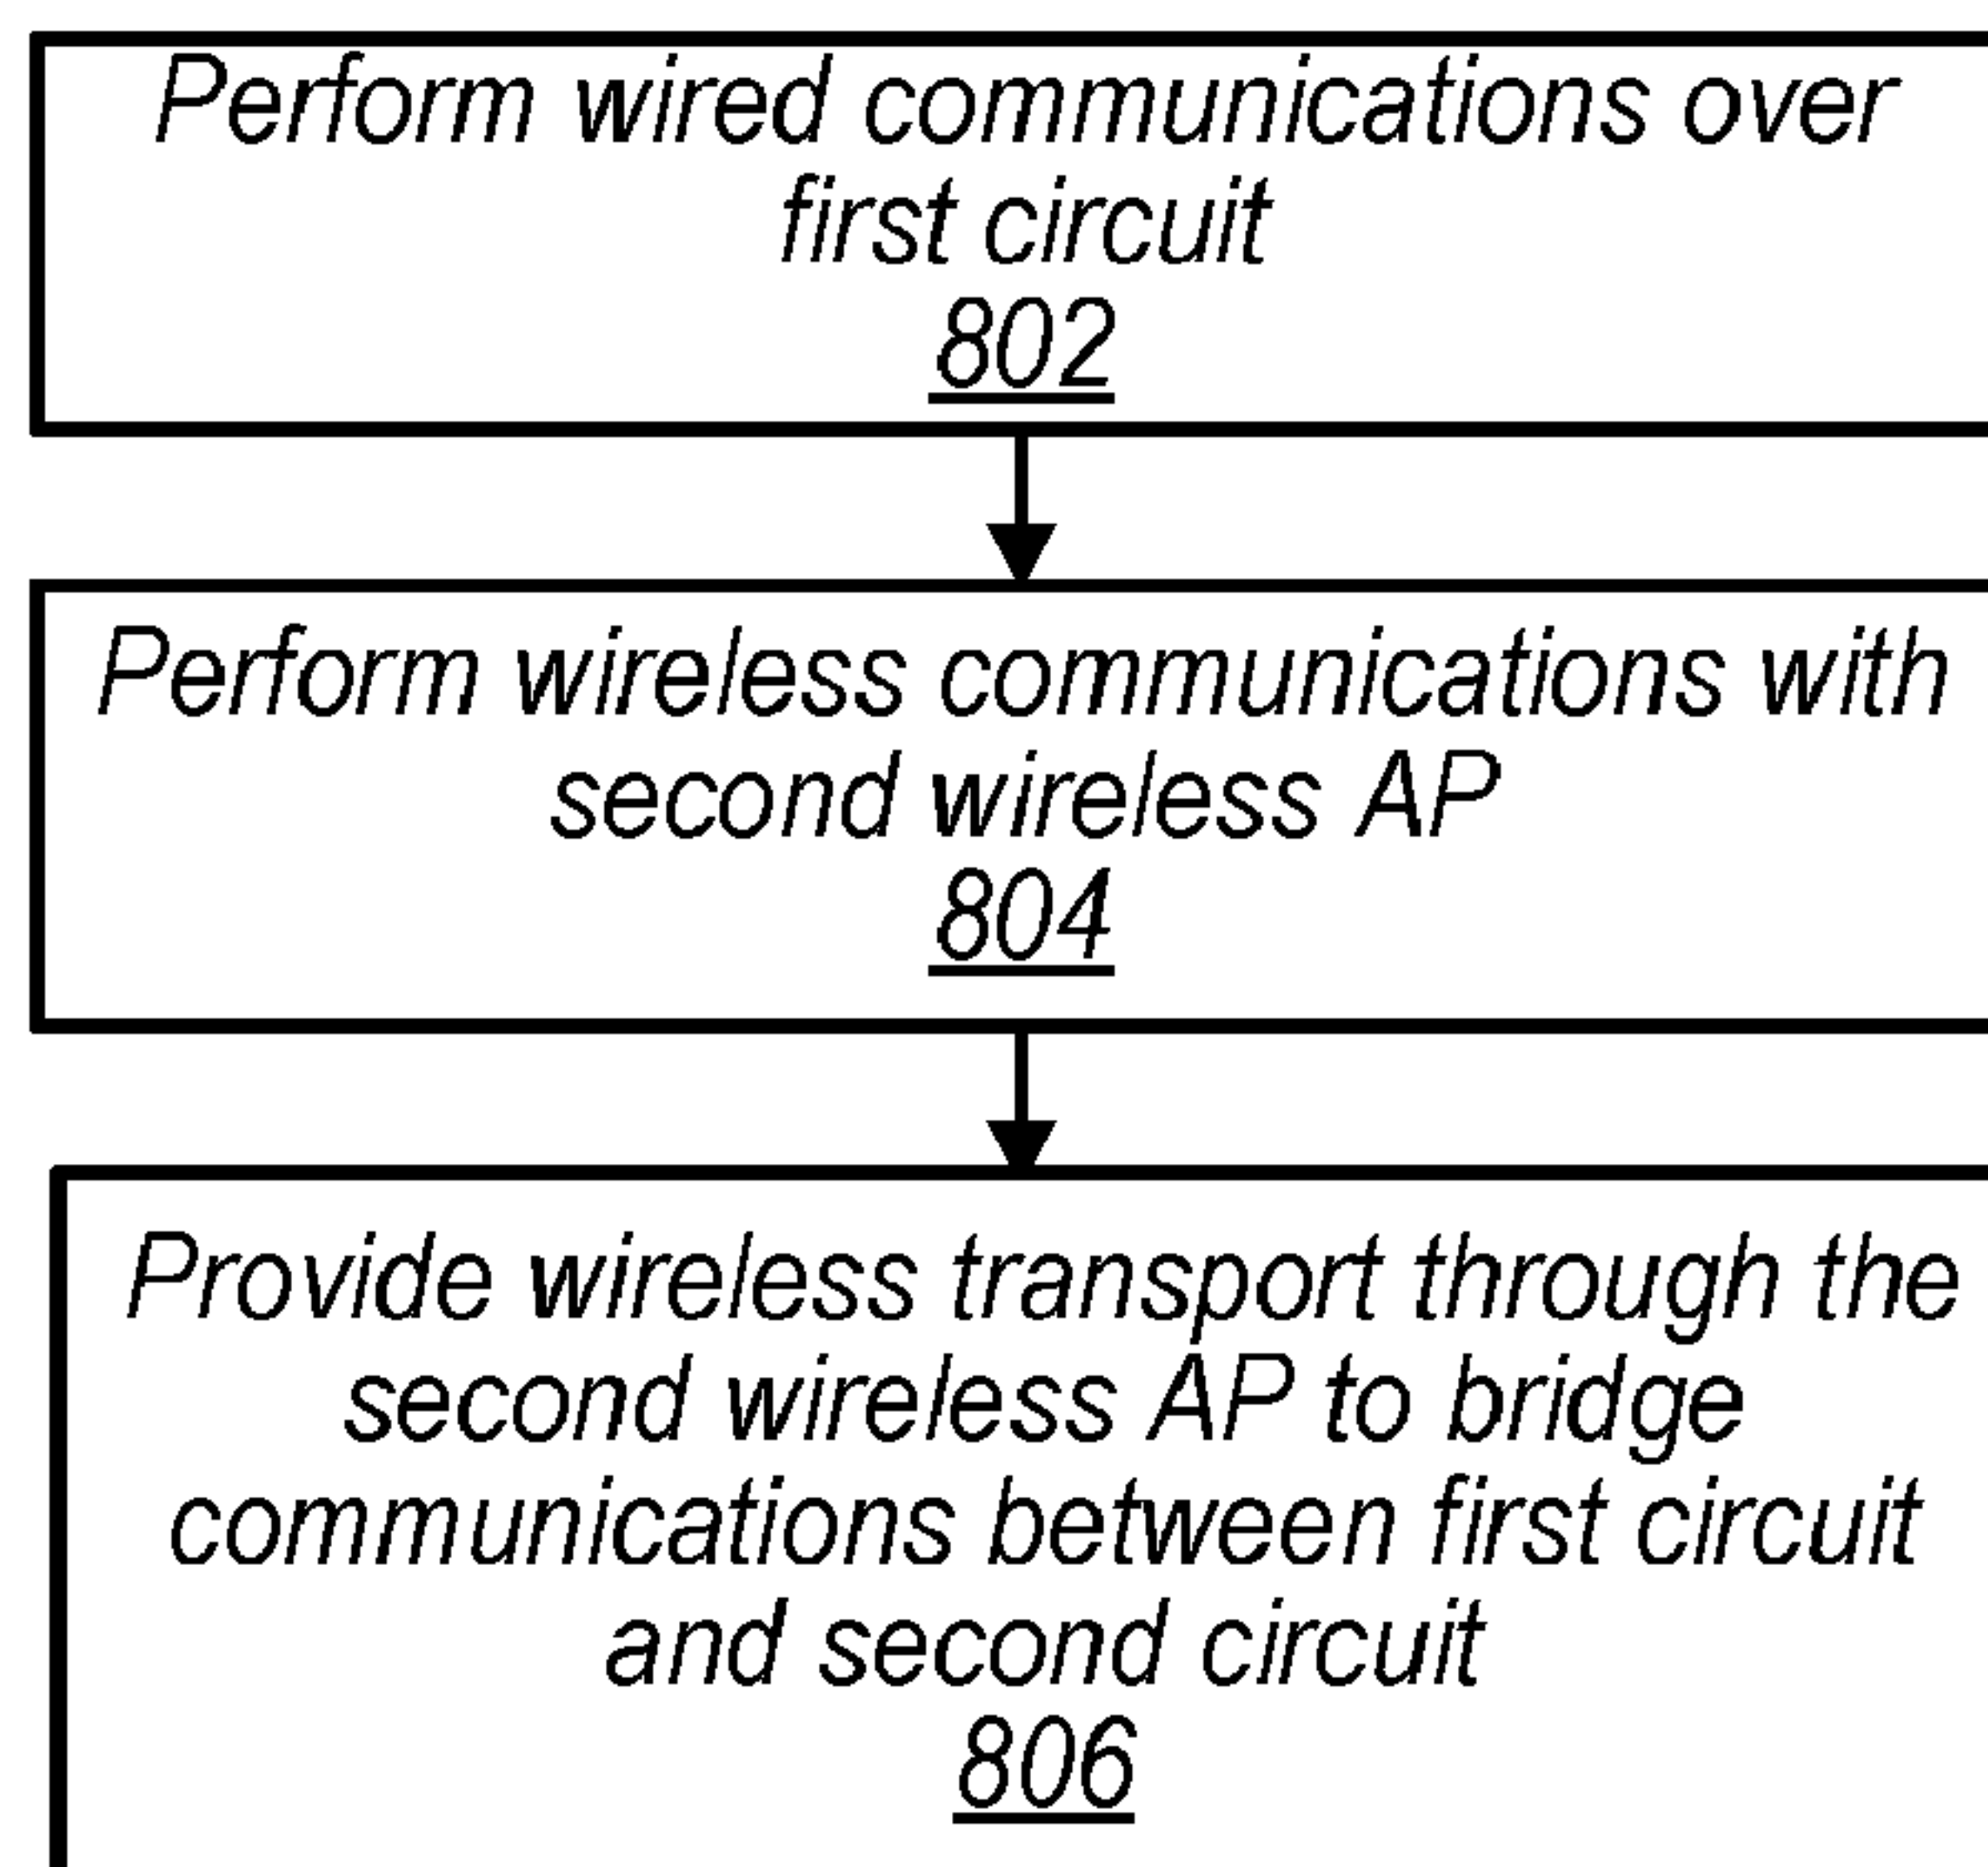 Perform wired communications over
first circuit
802
Perform wireless communications with
second wireless AP
804
Provide wireless transport through the
second wireless AP to bridge
communications between first circuit
and second circuit
806